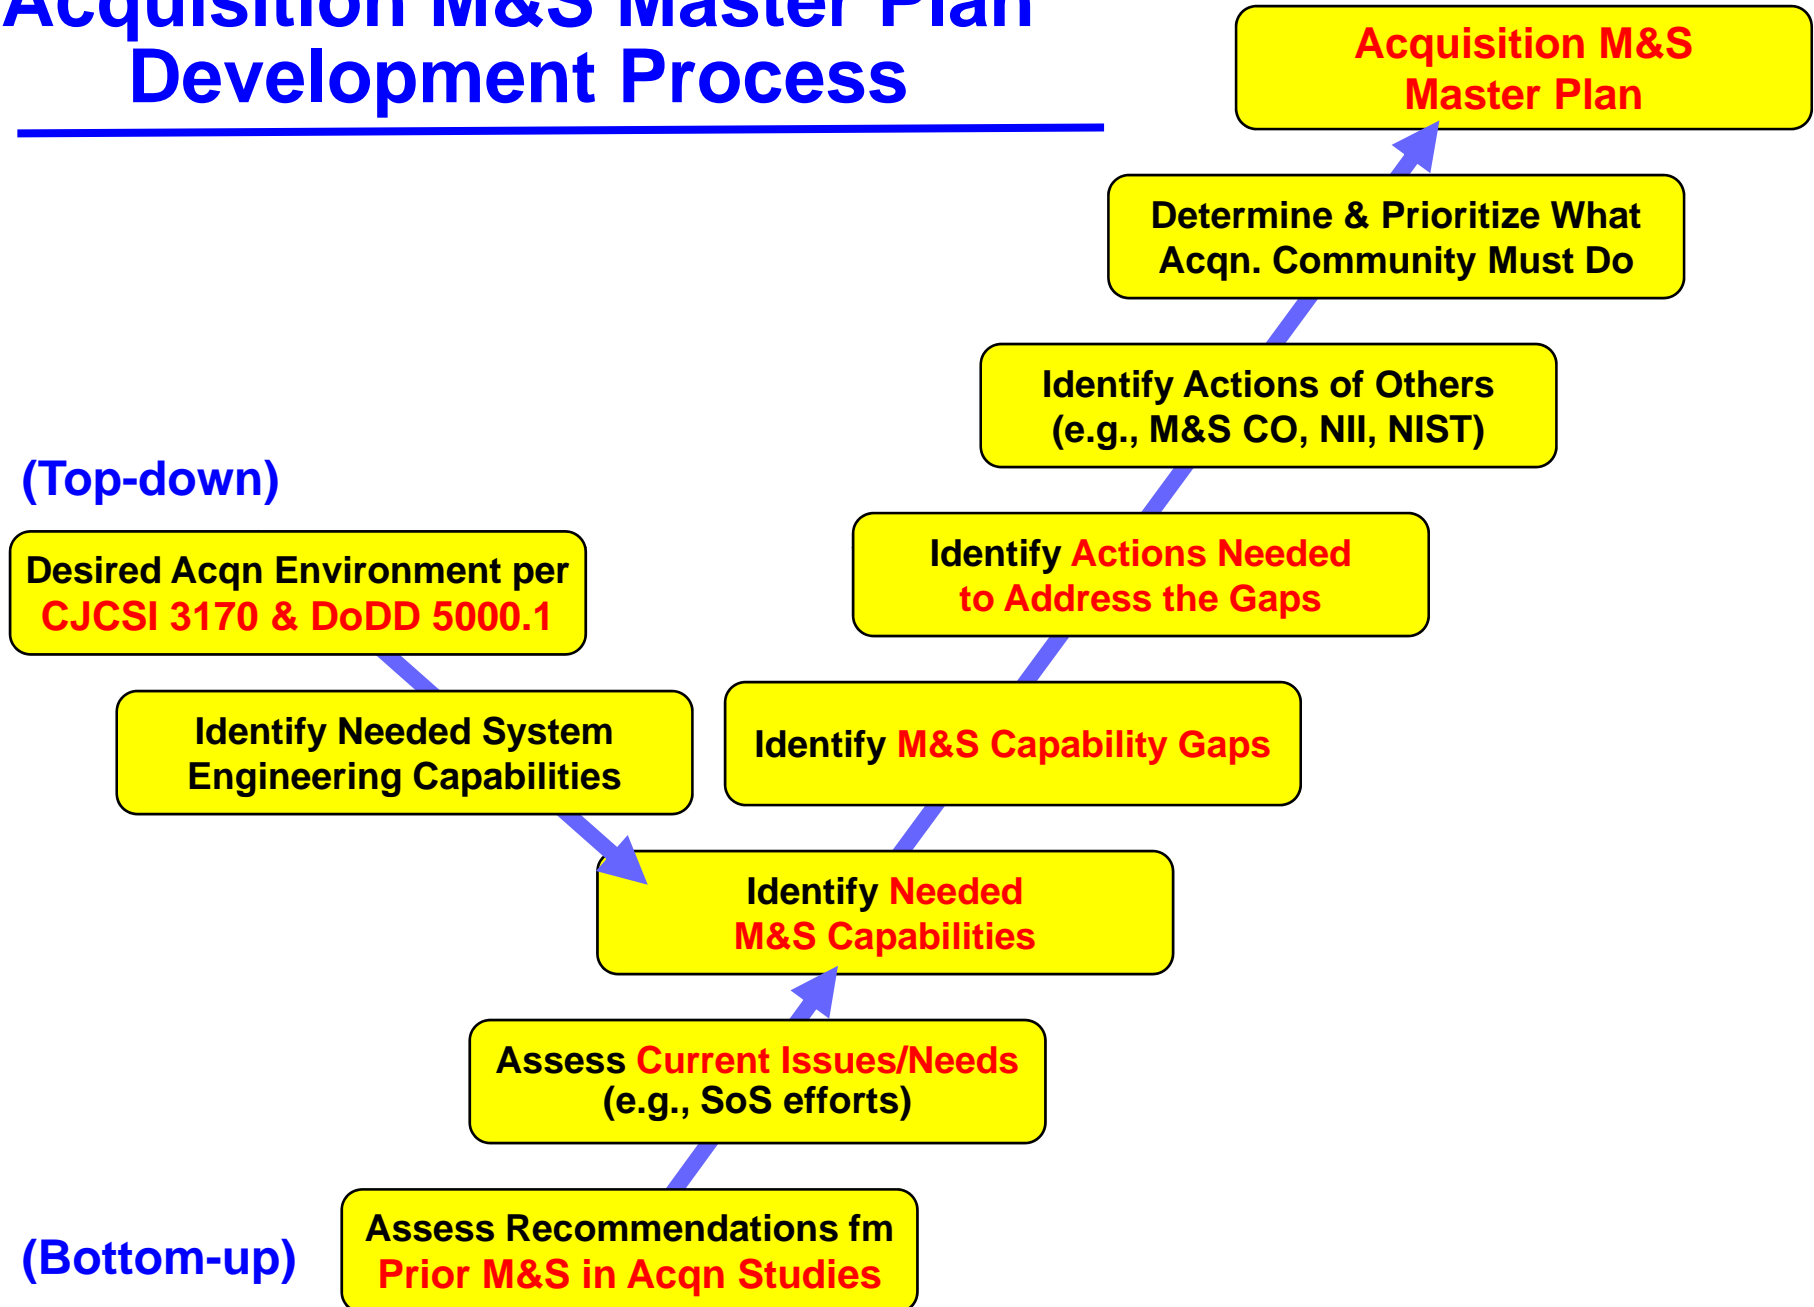 Acquisition M&S Master Plan
Development Process
Acquisition M&S
Master Plan
Determine & Prioritize What
Acqn. Community Must Do
Identify Actions of Others
(e.g., M&S CO, NII, NIST)
(Top-down)
Desired Acqn Environment per
CJCSI 3170 & DoDD 5000.1
Identify Actions Needed
to Address the Gaps
Identify Needed System
Engineering Capabilities
Identify M&S Capability Gaps
Identify Needed
M&S Capabilities
Assess Current Issues/Needs
(e.g., SoS efforts)
(Bottom-up)
Assess Recommendations fm
Prior M&S in Acqn Studies